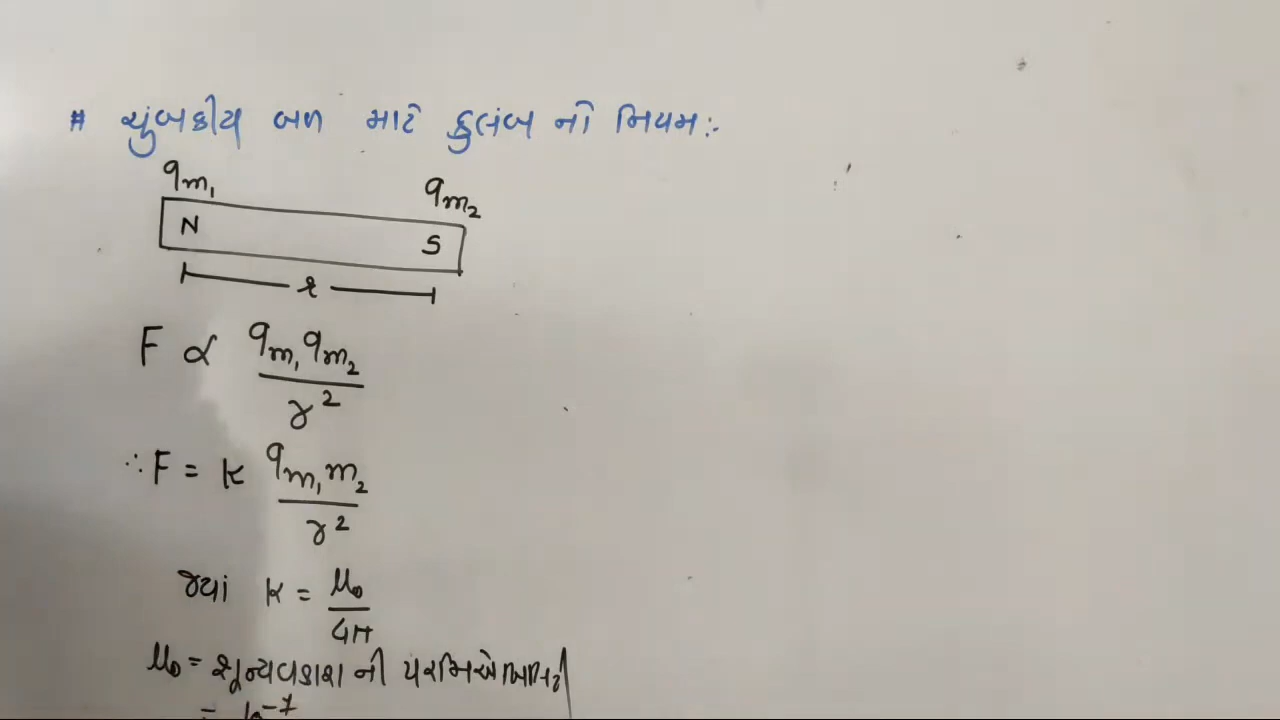 # ચુંબકીય બળ માટે કુલંબ નો નિયમ :-
qm₁ qm₂
N S
r
F ∝ qm₁ qm₂ / r²
∴ F = k qm₁ m₂ / r²
જ્યાં k = μ₀ / 4π
μ₀ = શૂન્યવકાશ ની પરમિએબિલિટી